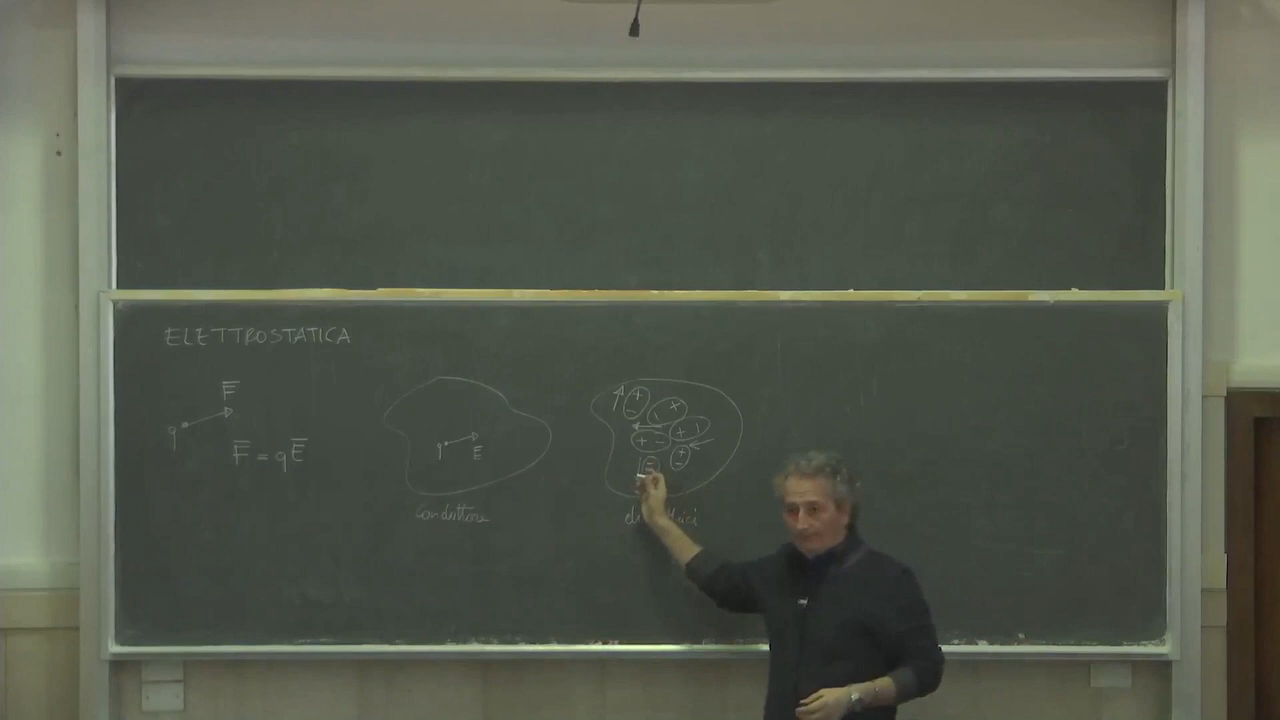 ELETTROSTATICA
F̅
q
F̅ = qE̅
q
E̅
conduttore
+
-
+
-
+ -
+ -
+
-